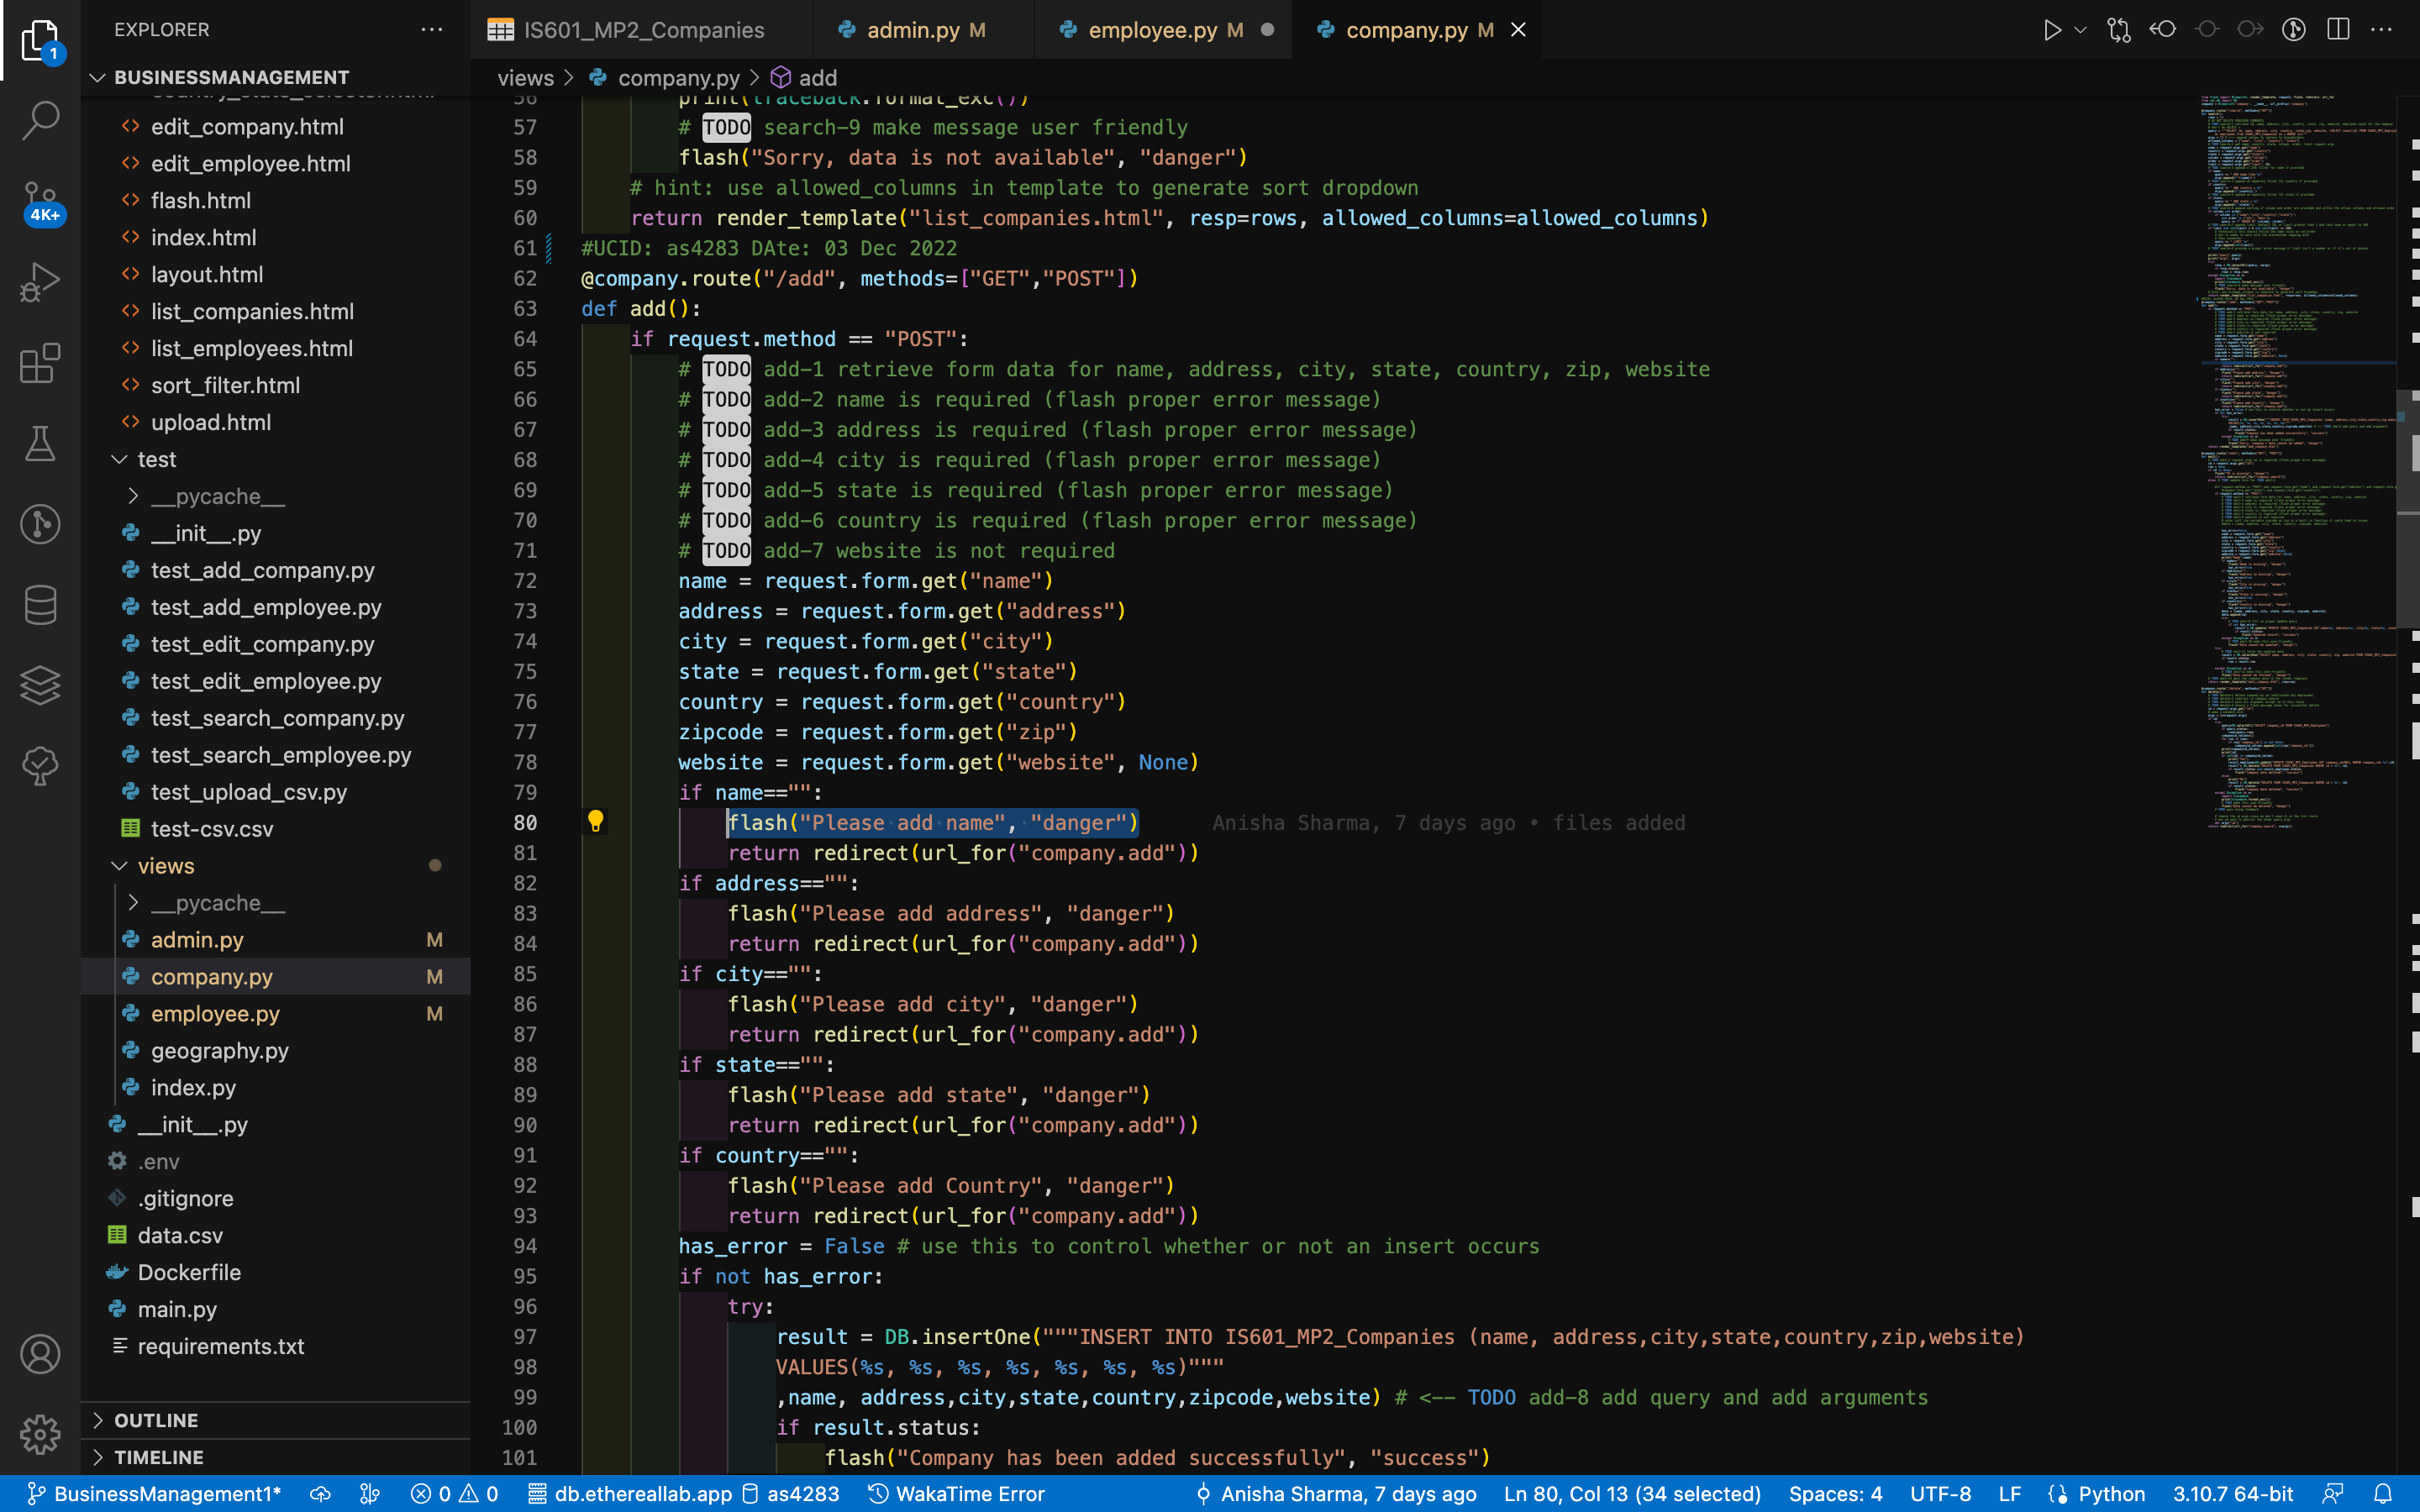 EXPLORER
BUSINESSMANAGEMENT
edit_company.html
edit_employee.html
flash.html
index.html
layout.html
list_companies.html
list_employees.html
sort_filter.html
upload.html
test
__pycache__
__init__.py
test_add_company.py
test_add_employee.py
test_edit_company.py
test_edit_employee.py
test_search_company.py
test_search_employee.py
test_upload_csv.py
test-csv.csv
views
__pycache__
admin.py M
company.py M
employee.py M
geography.py
index.py
__init__.py
.env
.gitignore
data.csv
Dockerfile
main.py
requirements.txt
OUTLINE
TIMELINE
1
4K+
IS601_MP2_Companies
admin.py M
employee.py M
company.py M
views > company.py > add
56 print(traceback.format_exc())
57 # TODO search-9 make message user friendly
58 flash("Sorry, data is not available", "danger")
59 # hint: use allowed_columns in template to generate sort dropdown
60 return render_template("list_companies.html", resp=rows, allowed_columns=allowed_columns)
61 #UCID: as4283 DAte: 03 Dec 2022
62 @company.route("/add", methods=["GET","POST"])
63 def add():
64 if request.method == "POST":
65 # TODO add-1 retrieve form data for name, address, city, state, country, zip, website
66 # TODO add-2 name is required (flash proper error message)
67 # TODO add-3 address is required (flash proper error message)
68 # TODO add-4 city is required (flash proper error message)
69 # TODO add-5 state is required (flash proper error message)
70 # TODO add-6 country is required (flash proper error message)
71 # TODO add-7 website is not required
72 name = request.form.get("name")
73 address = request.form.get("address")
74 city = request.form.get("city")
75 state = request.form.get("state")
76 country = request.form.get("country")
77 zipcode = request.form.get("zip")
78 website = request.form.get("website", None)
79 if name=="":
80 flash("Please add name", "danger") Anisha Sharma, 7 days ago • files added
81 return redirect(url_for("company.add"))
82 if address=="":
83 flash("Please add address", "danger")
84 return redirect(url_for("company.add"))
85 if city=="":
86 flash("Please add city", "danger")
87 return redirect(url_for("company.add"))
88 if state=="":
89 flash("Please add state", "danger")
90 return redirect(url_for("company.add"))
91 if country=="":
92 flash("Please add Country", "danger")
93 return redirect(url_for("company.add"))
94 has_error = False # use this to control whether or not an insert occurs
95 if not has_error:
96 try:
97 result = DB.insertOne("""INSERT INTO IS601_MP2_Companies (name, address,city,state,country,zip,website)
98 VALUES(%s, %s, %s, %s, %s, %s, %s)"""
99 ,name, address,city,state,country,zipcode,website) # <-- TODO add-8 add query and add arguments
100 if result.status:
101 flash("Company has been added successfully", "success")
BusinessManagement1* 0 0 db.ethereallab.app as4283 WakaTime Error Anisha Sharma, 7 days ago Ln 80, Col 13 (34 selected) Spaces: 4 UTF-8 LF Python 3.10.7 64-bit